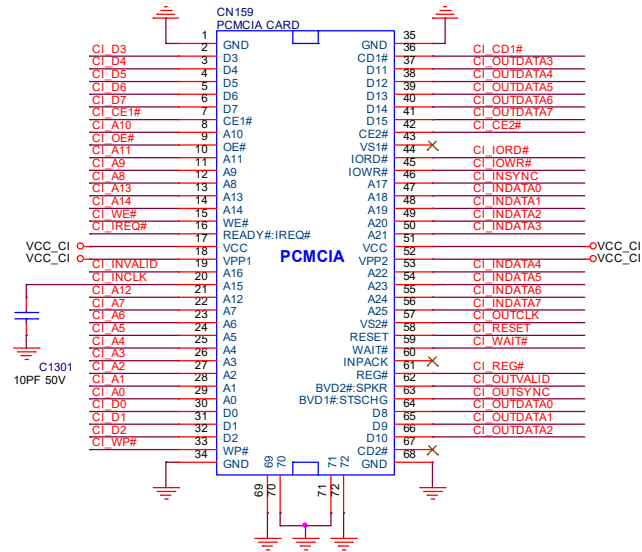 CN159
PCMCIA CARD
1 GND GND 35
CI_D3 2 D3 CD1# 36 CI_CD1#
CI_D4 3 D4 D11 37 CI_OUTDATA3
CI_D5 4 D5 D12 38 CI_OUTDATA4
CI_D6 5 D6 D13 39 CI_OUTDATA5
CI_D7 6 D7 D14 40 CI_OUTDATA6
CI_CE1# 7 CE1# D15 41 CI_OUTDATA7
CI_A10 8 A10 CE2# 42 CI_CE2#
CI_OE# 9 OE# VS1# 43
CI_A11 10 A11 IORD# 44 CI_IORD#
CI_A9 11 A9 IOWR# 45 CI_IOWR#
CI_A8 12 A8 A17 46 CI_INSYNC
CI_A13 13 A13 A18 47 CI_INDATA0
CI_A14 14 A14 A19 48 CI_INDATA1
CI_WE# 15 WE# A20 49 CI_INDATA2
CI_IREQ# 16 READY#:IREQ# A21 50 CI_INDATA3
VCC_CI 17 VCC VCC 51 VCC_CI
VCC_CI 18 VPP1 PCMCIA VPP2 52 VCC_CI
CI_INVALID 19 A16 A22 53 CI_INDATA4
CI_INCLK 20 A15 A23 54 CI_INDATA5
CI_A12 21 A12 A24 55 CI_INDATA6
CI_A7 22 A7 A25 56 CI_INDATA7
CI_A6 23 A6 VS2# 57 CI_OUTCLK
CI_A5 24 A5 RESET 58 CI_RESET
CI_A4 25 A4 WAIT# 59 CI_WAIT#
CI_A3 26 A3 INPACK 60
CI_A2 27 A2 REG# 61 CI_REG#
CI_A1 28 A1 BVD2#:SPKR 62 CI_OUTVALID
CI_A0 29 A0 BVD1#:STSCHG 63 CI_OUTSYNC
CI_D0 30 D0 D8 64 CI_OUTDATA0
CI_D1 31 D1 D9 65 CI_OUTDATA1
CI_D2 32 D2 D10 66 CI_OUTDATA2
CI_WP# 33 WP# CD2# 67
34 GND GND 68
C1301
10PF 50V
69 70 71 72
69 70 71 72